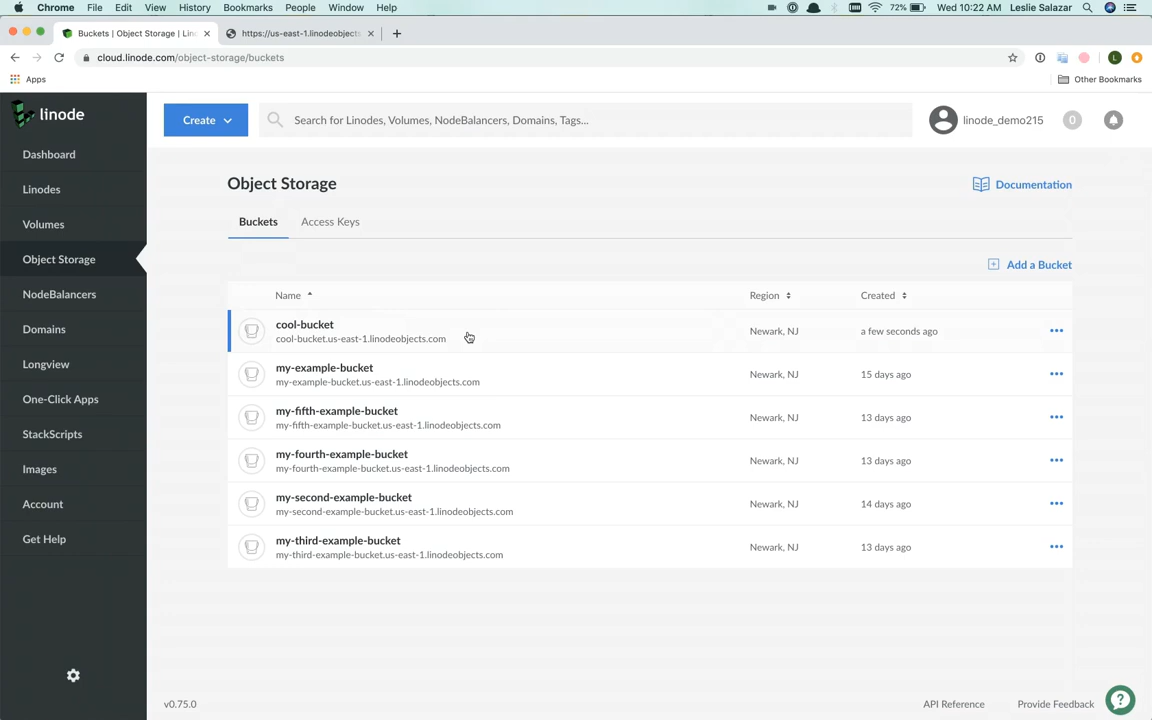 Chrome File Edit View History Bookmarks People Window Help 72% Wed 10:22 AM Leslie Salazar
Buckets | Object Storage | Lin https://us-east-1.linodeobjects
cloud.linode.com/object-storage/buckets L
Apps Other Bookmarks
linode
Create Search for Linodes, Volumes, NodeBalancers, Domains, Tags... linode_demo215 0
Dashboard
Linodes
Volumes
Object Storage
NodeBalancers
Domains
Longview
One-Click Apps
StackScripts
Images
Account
Get Help
Object Storage
Documentation
Buckets Access Keys
Add a Bucket
Name Region Created
cool-bucket
cool-bucket.us-east-1.linodeobjects.com
Newark, NJ a few seconds ago
my-example-bucket
my-example-bucket.us-east-1.linodeobjects.com
Newark, NJ 15 days ago
my-fifth-example-bucket
my-fifth-example-bucket.us-east-1.linodeobjects.com
Newark, NJ 13 days ago
my-fourth-example-bucket
my-fourth-example-bucket.us-east-1.linodeobjects.com
Newark, NJ 13 days ago
my-second-example-bucket
my-second-example-bucket.us-east-1.linodeobjects.com
Newark, NJ 14 days ago
my-third-example-bucket
my-third-example-bucket.us-east-1.linodeobjects.com
Newark, NJ 13 days ago
v0.75.0 API Reference Provide Feedback ?